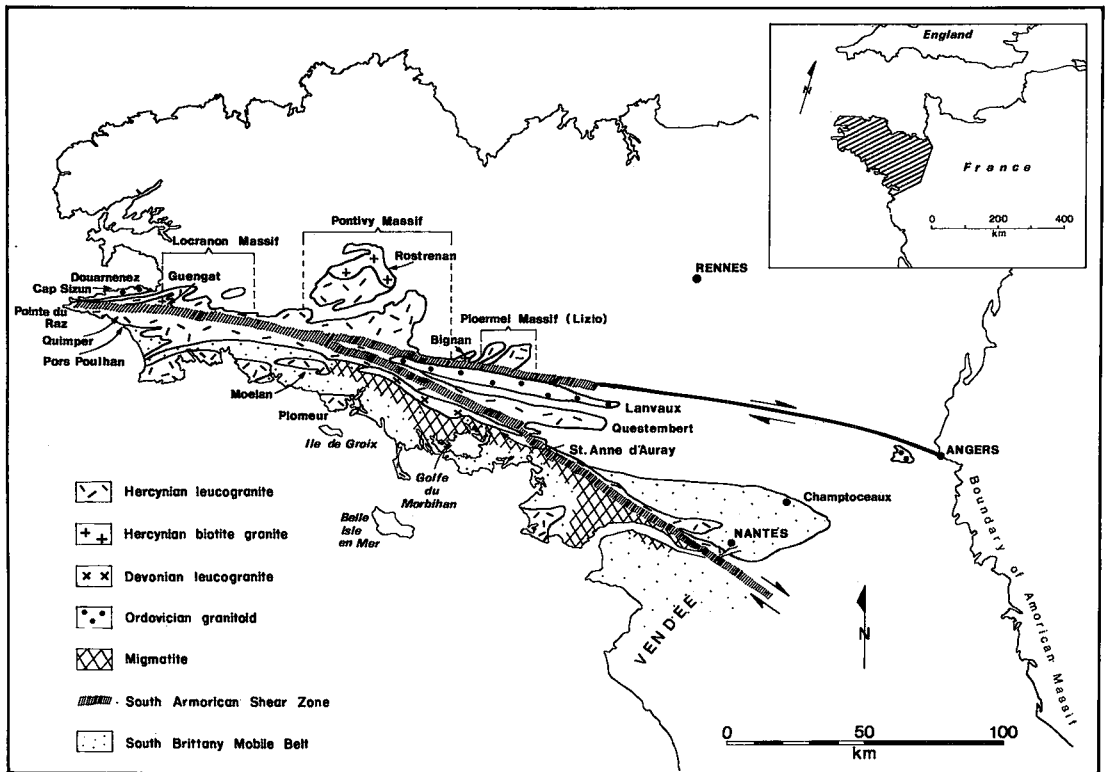 England
N
France
0 200 400
km
Pontivy Massif
Locranon Massif
Rostrenan
RENNES
Douarnenez
Guengat
Cap Sizun
Pointe du
Raz
Quimper
Pors Poulhan
Ploermel Massif (Lizio)
Bignan
Moelan
Plomeur
Ile de Groix
Lanvaux
Questembert
St. Anne d'Auray
ANGERS
Golfe
du
Morbihan
Belle
Isle
en Mer
Champtoceaux
NANTES
VENDÉÉ
N
Boundary of Amorican Massif
Hercynian leucogranite
Hercynian biotite granite
Devonian leucogranite
Ordovician granitoid
Migmatite
South Armorican Shear Zone
South Brittany Mobile Belt
0 50 100
km